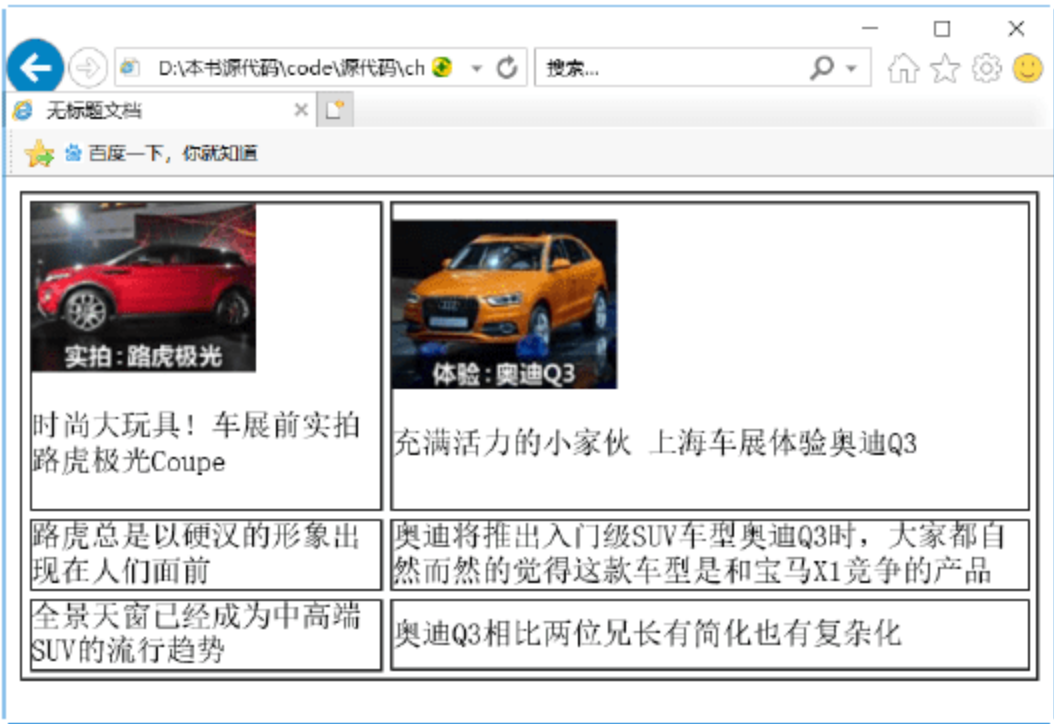 D:\本书源代码\code\源代码\ch
搜索...
无标题文档
百度一下，你就知道
实拍:路虎极光
时尚大玩具! 车展前实拍
路虎极光Coupe
体验:奥迪Q3
充满活力的小家伙 上海车展体验奥迪Q3
路虎总是以硬汉的形象出
现在人们面前
奥迪将推出入门级SUV车型奥迪Q3时，大家都自
然而然的觉得这款车型是和宝马X1竞争的产品
全景天窗已经成为中高端
SUV的流行趋势
奥迪Q3相比两位兄长有简化也有复杂化